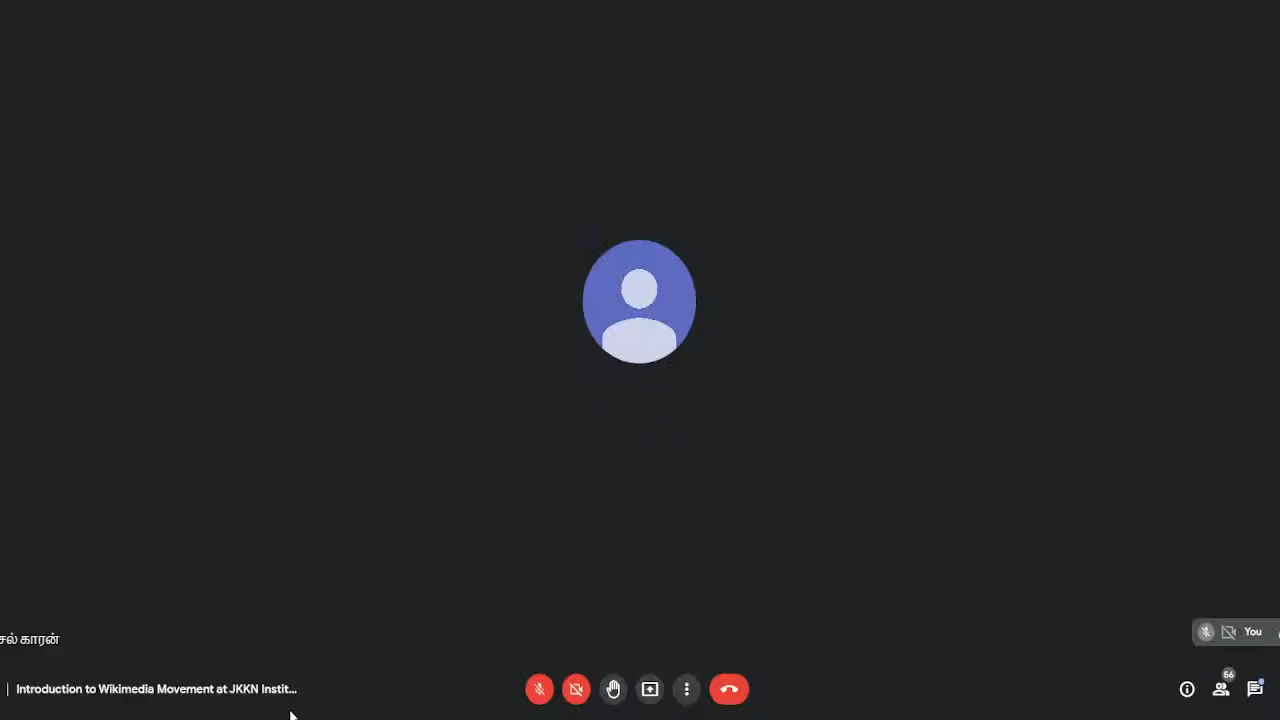 சல் காரன்
You
| Introduction to Wikimedia Movement at JKKN Instit...
66